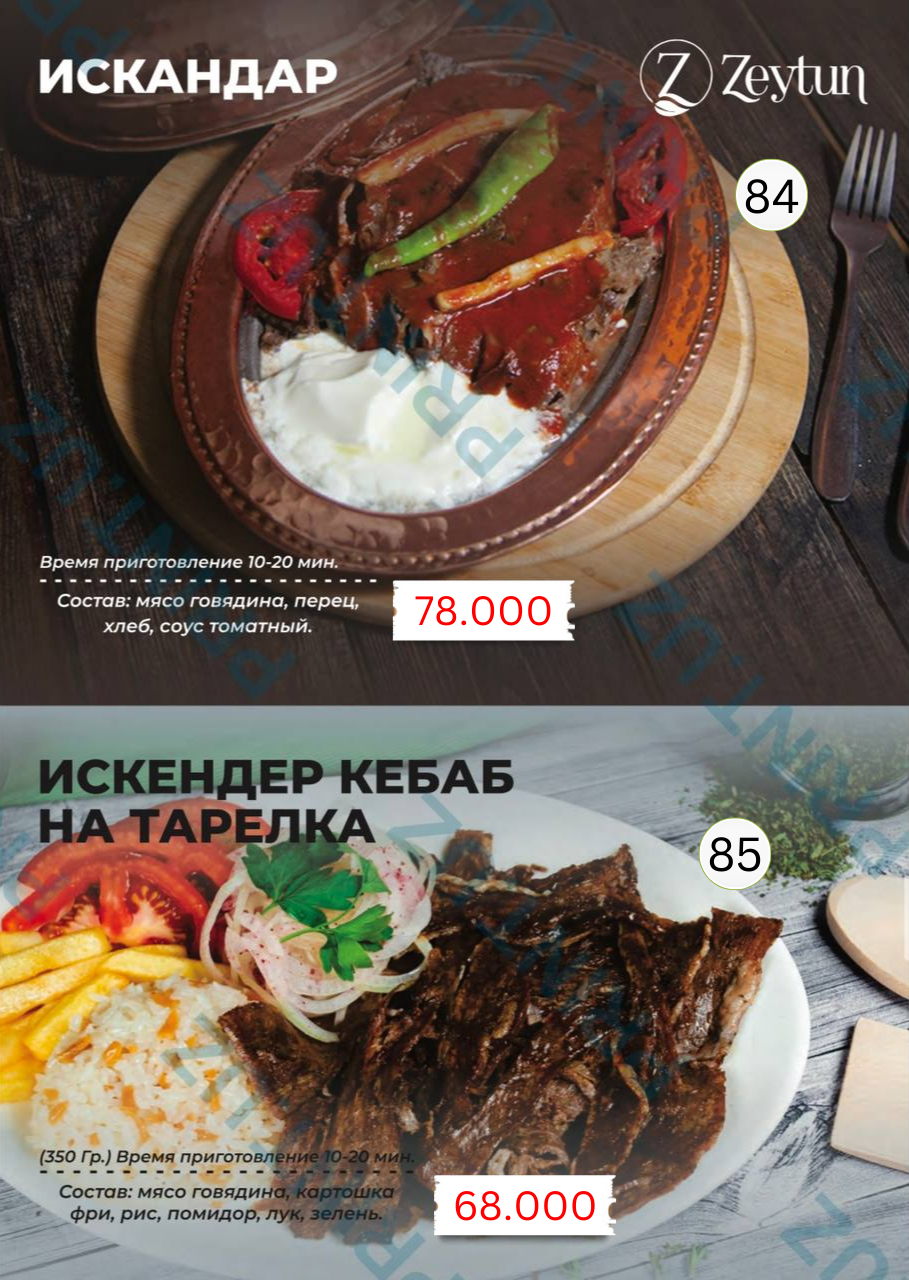 ИСКАНДАР
Z Zeytun
84
Время приготовление 10-20 мин.
Состав: мясо говядина, перец,
хлеб, соус томатный.
78.000
ИСКЕНДЕР КЕБАБ
НА ТАРЕЛКА
85
(350 Гр.) Время приготовление 10-20 мин.
Состав: мясо говядина, картошка
фри, рис, помидор, лук, зелень.
68.000
PRINT.UZ